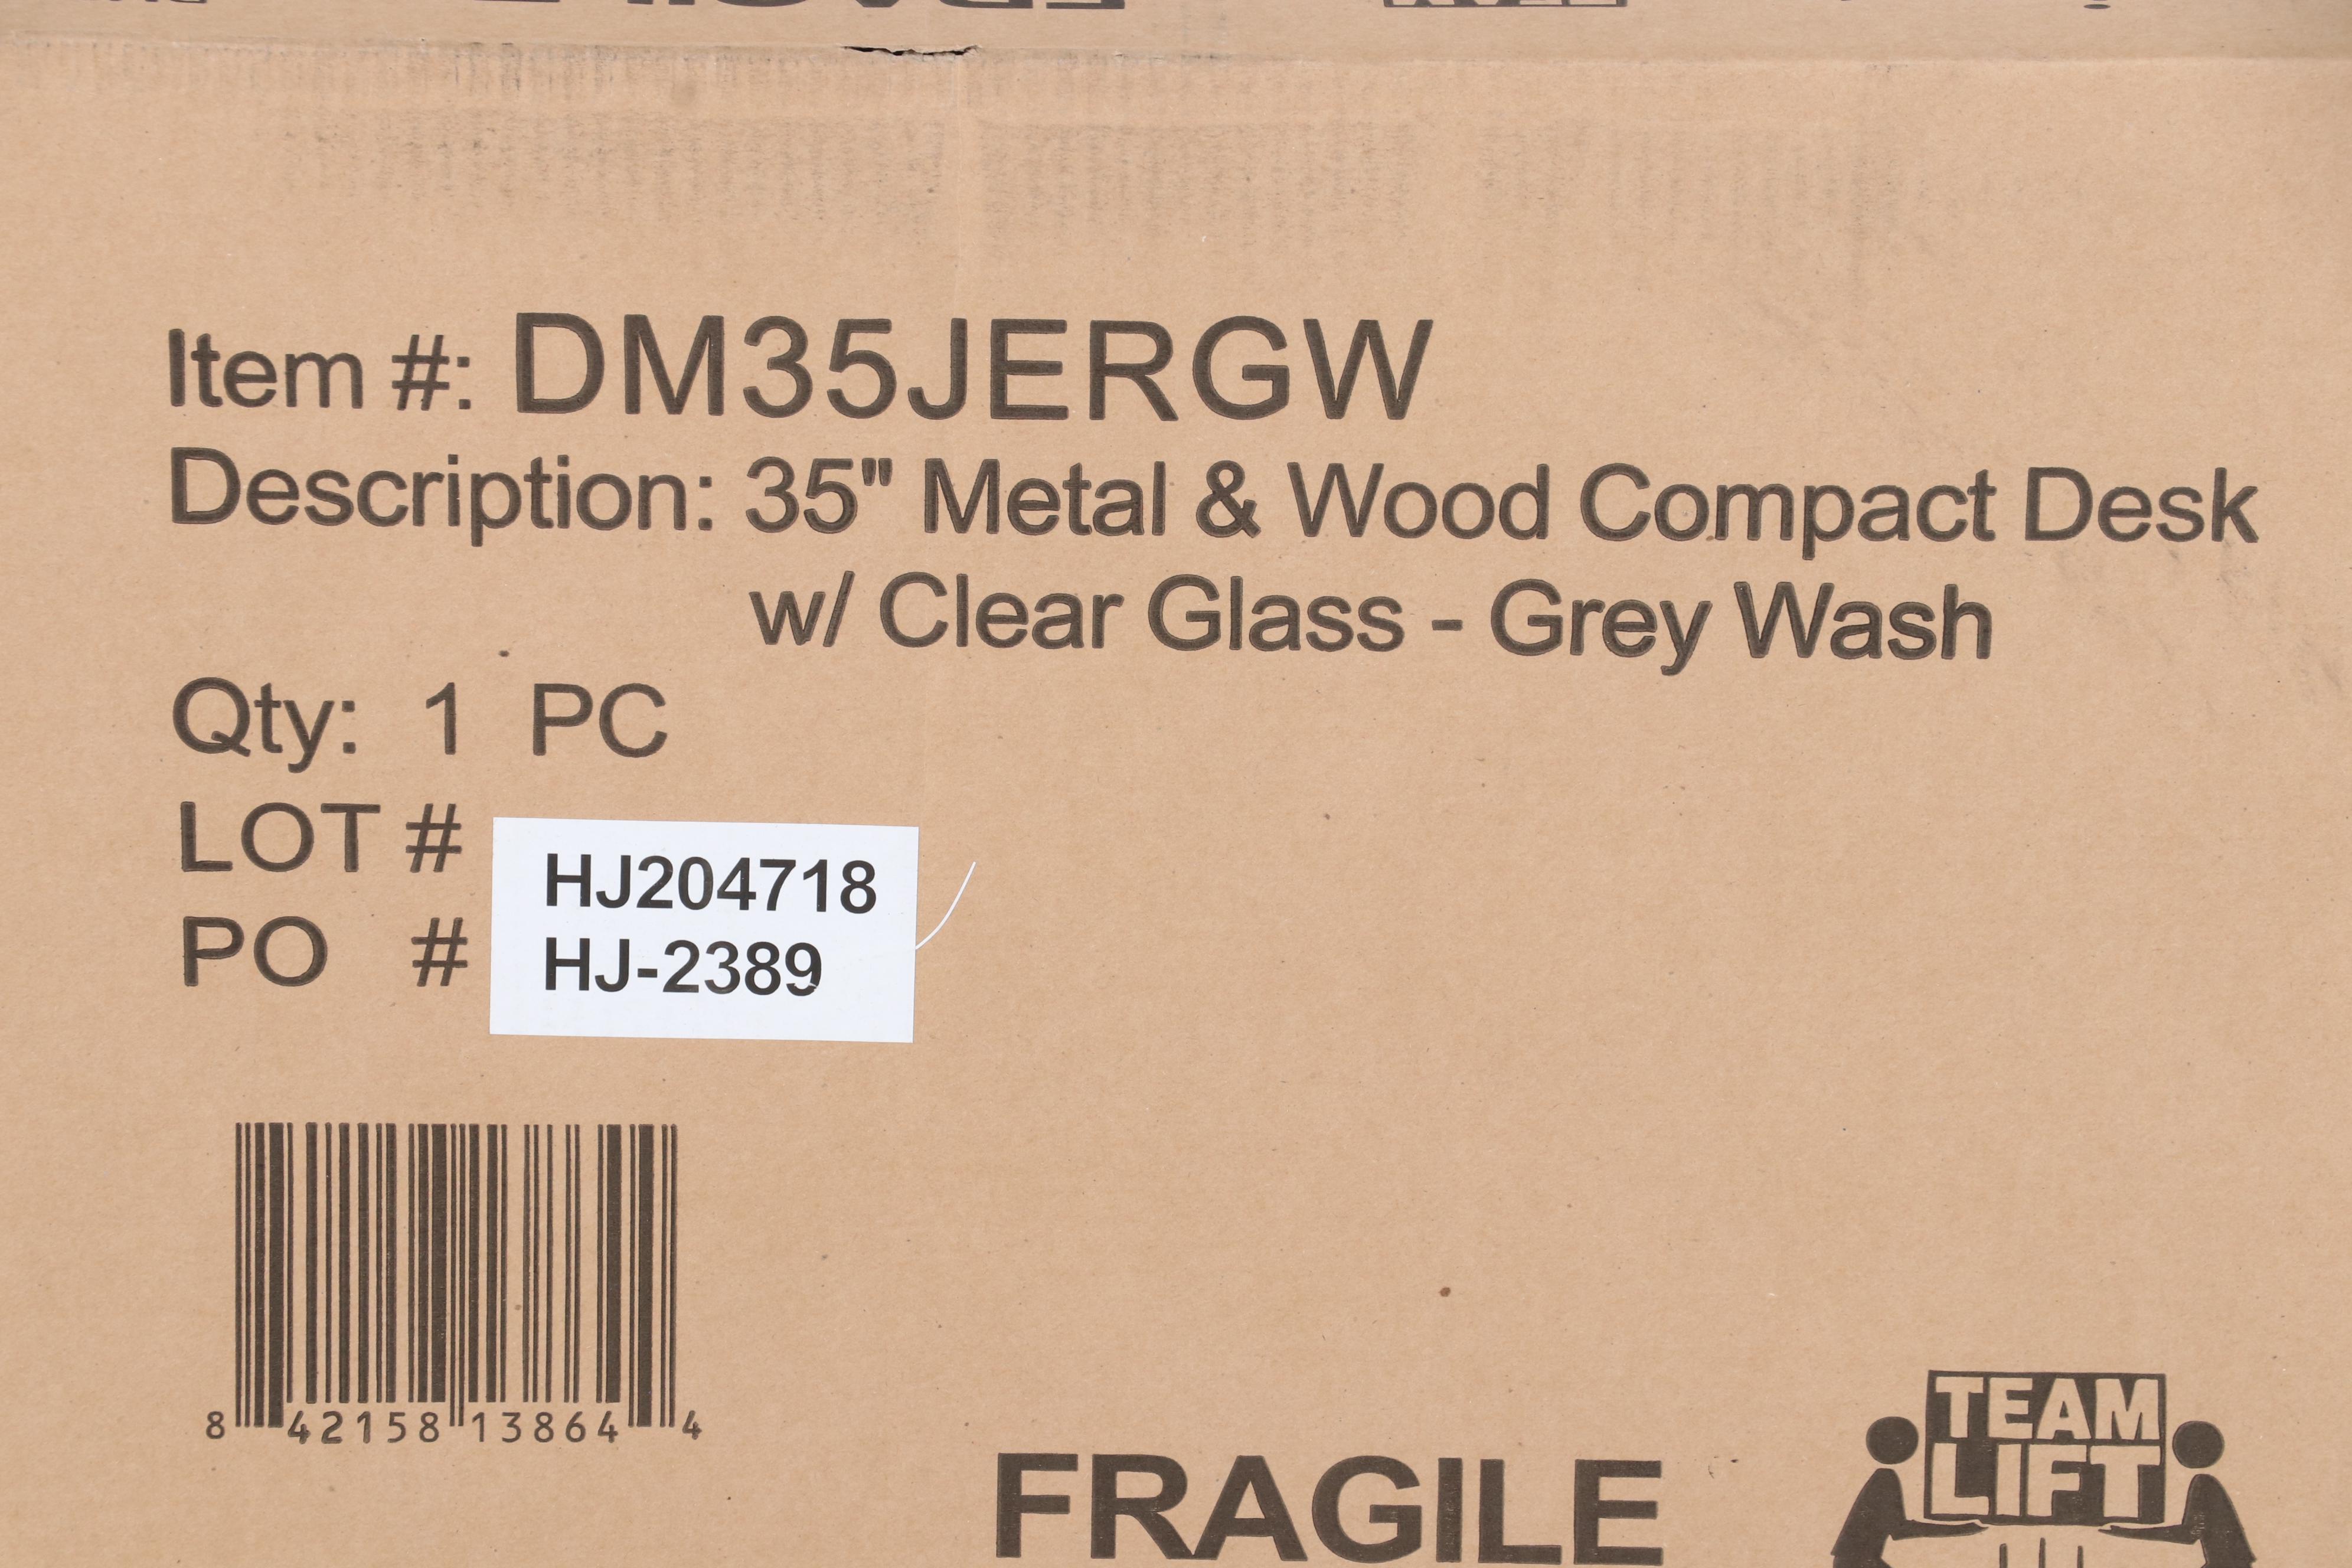 Item #: DM35JERGW
Description: 35" Metal & Wood Compact Desk
w/ Clear Glass - Grey Wash
Qty: 1 PC
LOT # HJ204718
PO # HJ-2389
8 42158 13864 4
FRAGILE
TEAM
LIFT